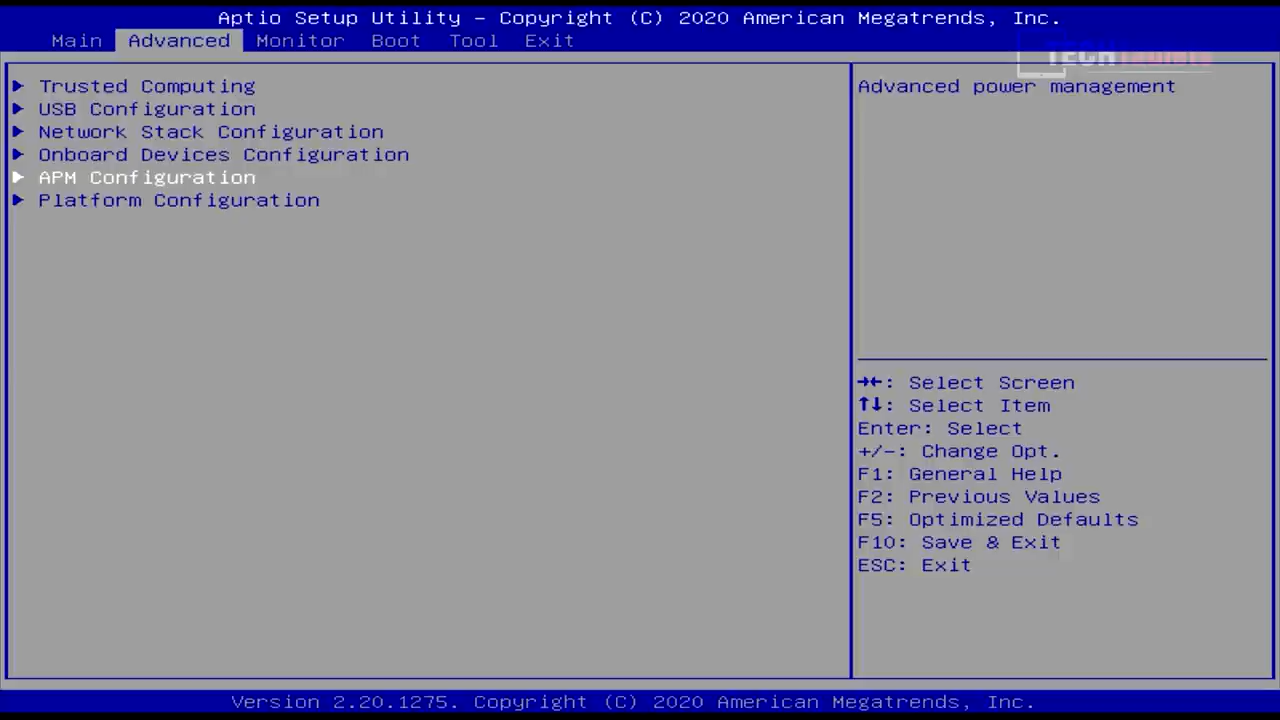 Aptio Setup Utility – Copyright (C) 2020 American Megatrends, Inc.
Main Advanced Monitor Boot Tool Exit
TECHTablets
Trusted Computing
USB Configuration
Network Stack Configuration
Onboard Devices Configuration
APM Configuration
Platform Configuration
Advanced power management
→←: Select Screen
↑↓: Select Item
Enter: Select
+/–: Change Opt.
F1: General Help
F2: Previous Values
F5: Optimized Defaults
F10: Save & Exit
ESC: Exit
Version 2.20.1275. Copyright (C) 2020 American Megatrends, Inc.